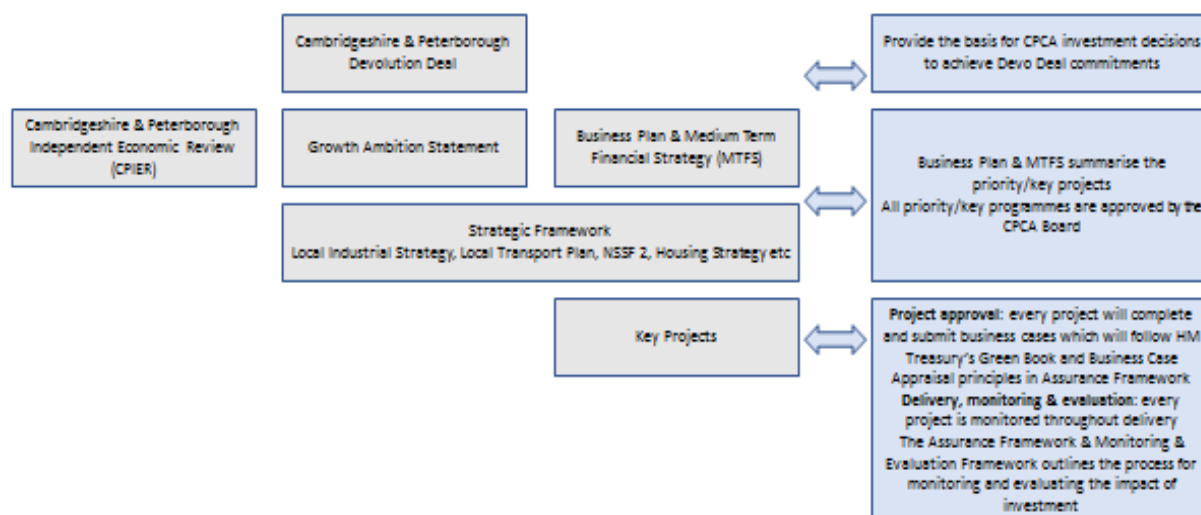 Cambridgeshire & Peterborough
Devolution Deal
Provide the basis for CPCA investment decisions
to achieve Devo Deal commitments
Cambridgeshire & Peterborough
Independent Economic Review
(CPIER)
Growth Ambition Statement
Business Plan & Medium Term
Financial Strategy (MTFS)
Business Plan & MTFS summarise the
priority/key projects
All priority/key programmes are approved by the
CPCA Board
Strategic Framework
Local Industrial Strategy, Local Transport Plan, NSSF 2, Housing Strategy etc
Key Projects
Project approval: every project will complete
and submit business cases which will follow HM
Treasury's Green Book and Business Case
Appraisal principles in Assurance Framework
Delivery, monitoring & evaluation: every
project is monitored throughout delivery
The Assurance Framework & Monitoring &
Evaluation Framework outlines the process for
monitoring and evaluating the impact of
investment